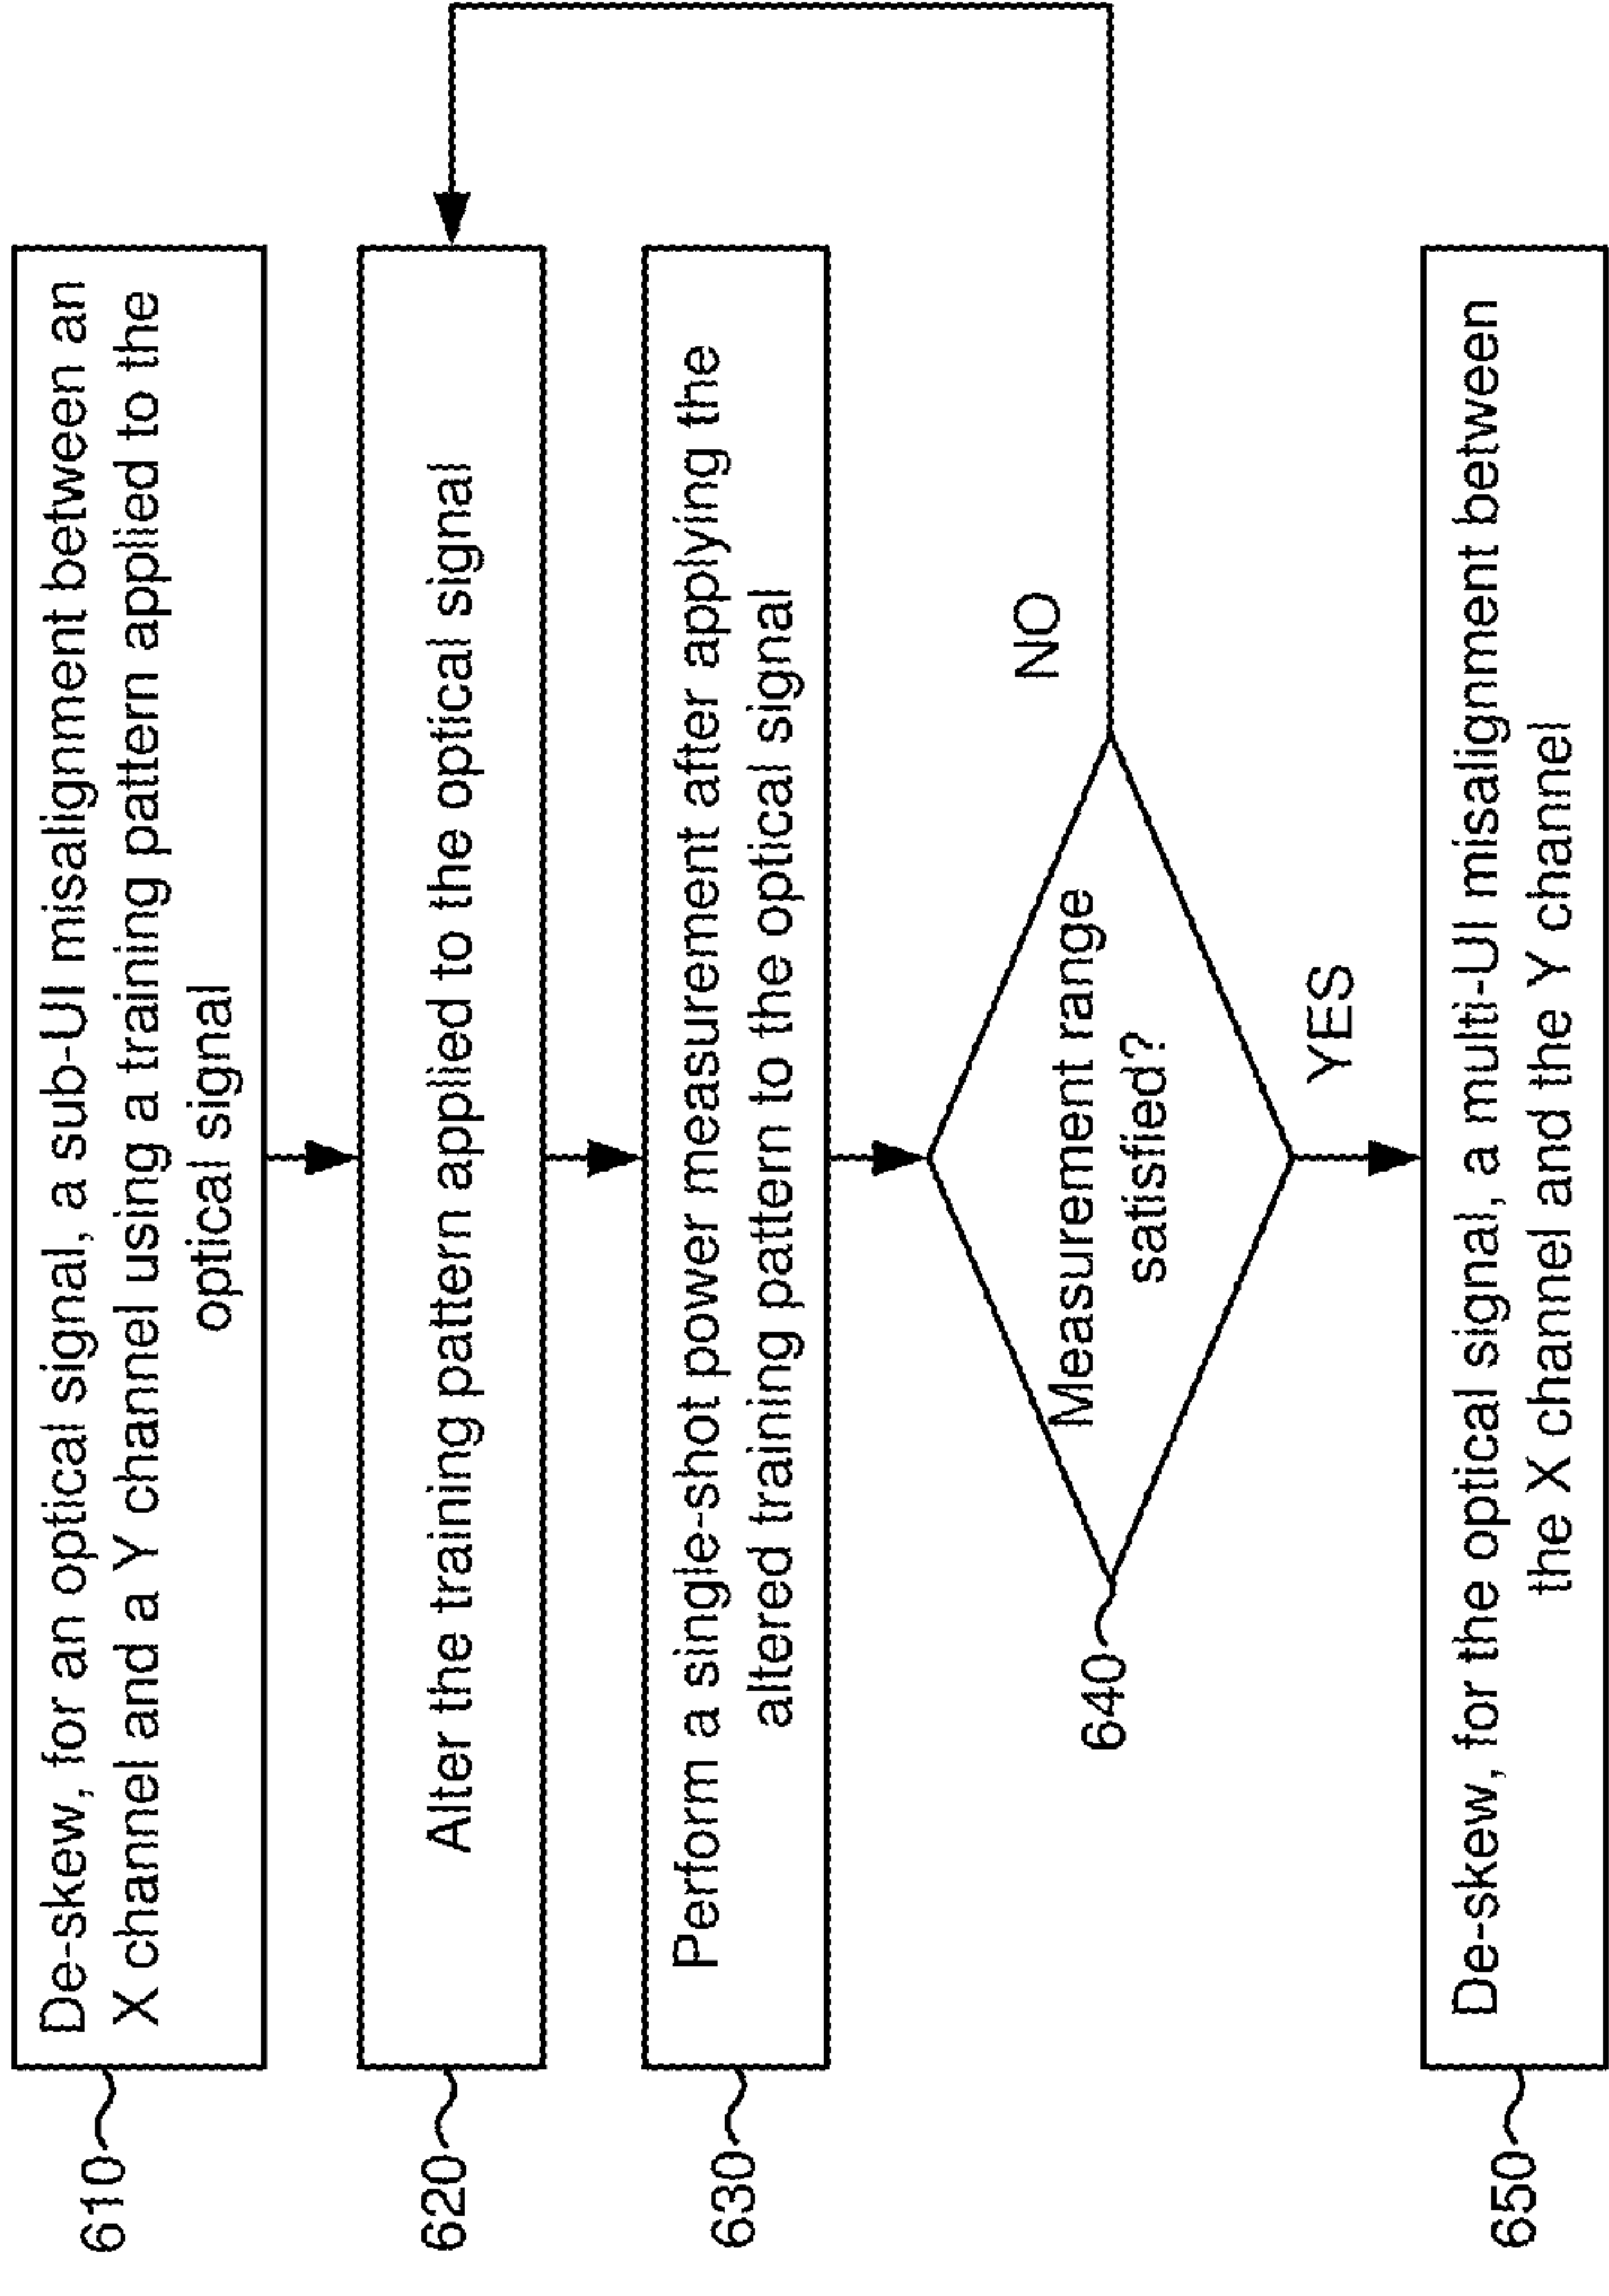 610
De-skew, for an optical signal, a sub-UI misalignment between an
X channel and a Y channel using a training pattern applied to the
optical signal
620
Alter the training pattern applied to the optical signal
630
Perform a single-shot power measurement after applying the
altered training pattern to the optical signal
640
Measurement range
satisfied?
NO
YES
650
De-skew, for the optical signal, a multi-UI misalignment between
the X channel and the Y channel